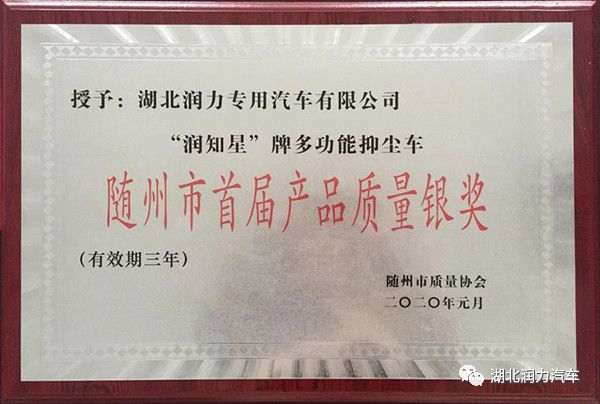 授予：湖北润力专用汽车有限公司
“润知星”牌多功能抑尘车
随州市首届产品质量银奖
（有效期三年）
随州市质量协会
二〇二〇年元月
湖北润力汽车